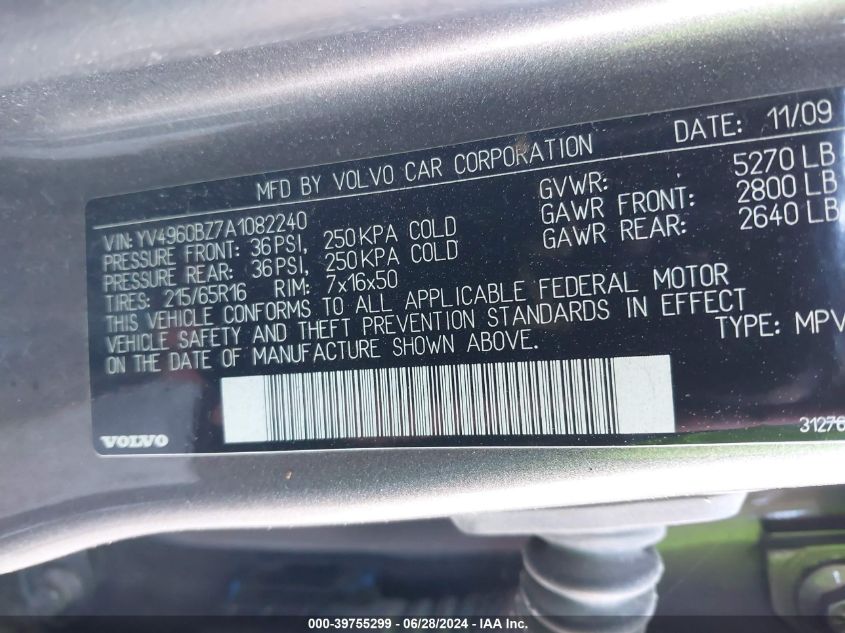 MFD BY VOLVO CAR CORPORATION DATE: 11/09
VIN: YV4960BZ7A1082240 GVWR: 5270 LB
PRESSURE FRONT: 36 PSI, 250 KPA COLD GAWR FRONT: 2800 LB
PRESSURE REAR: 36 PSI, 250 KPA COLD GAWR REAR: 2640 LB
TIRES: 215/65R16 RIM: 7x16x50
THIS VEHICLE CONFORMS TO ALL APPLICABLE FEDERAL MOTOR
VEHICLE SAFETY AND THEFT PREVENTION STANDARDS IN EFFECT
ON THE DATE OF MANUFACTURE SHOWN ABOVE. TYPE: MPV
VOLVO 31276
000-39755299 - 06/28/2024 - IAA Inc.